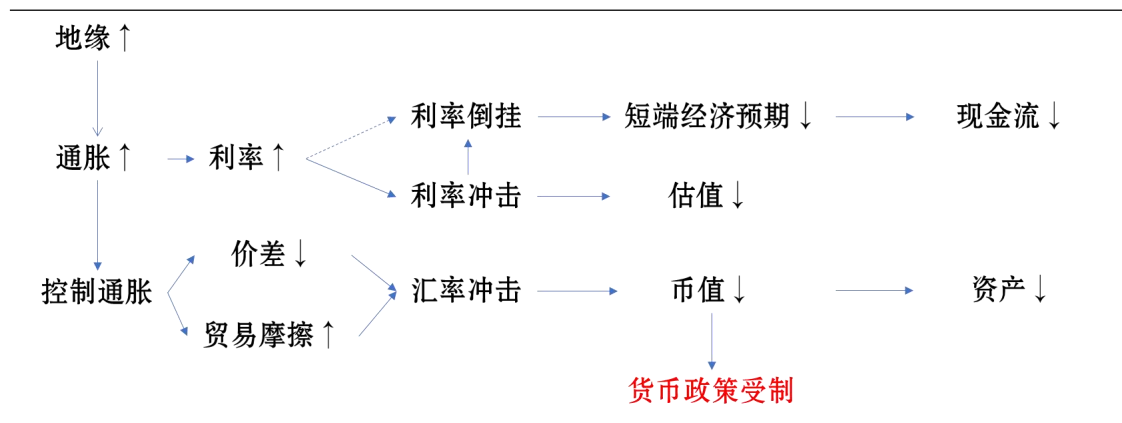 地缘↑
利率倒挂 短端经济预期↓ 现金流↓
通胀↑ 利率↑
利率冲击 估值↓
价差↓
控制通胀 汇率冲击 币值↓ 资产↓
贸易摩擦↑
货币政策受制